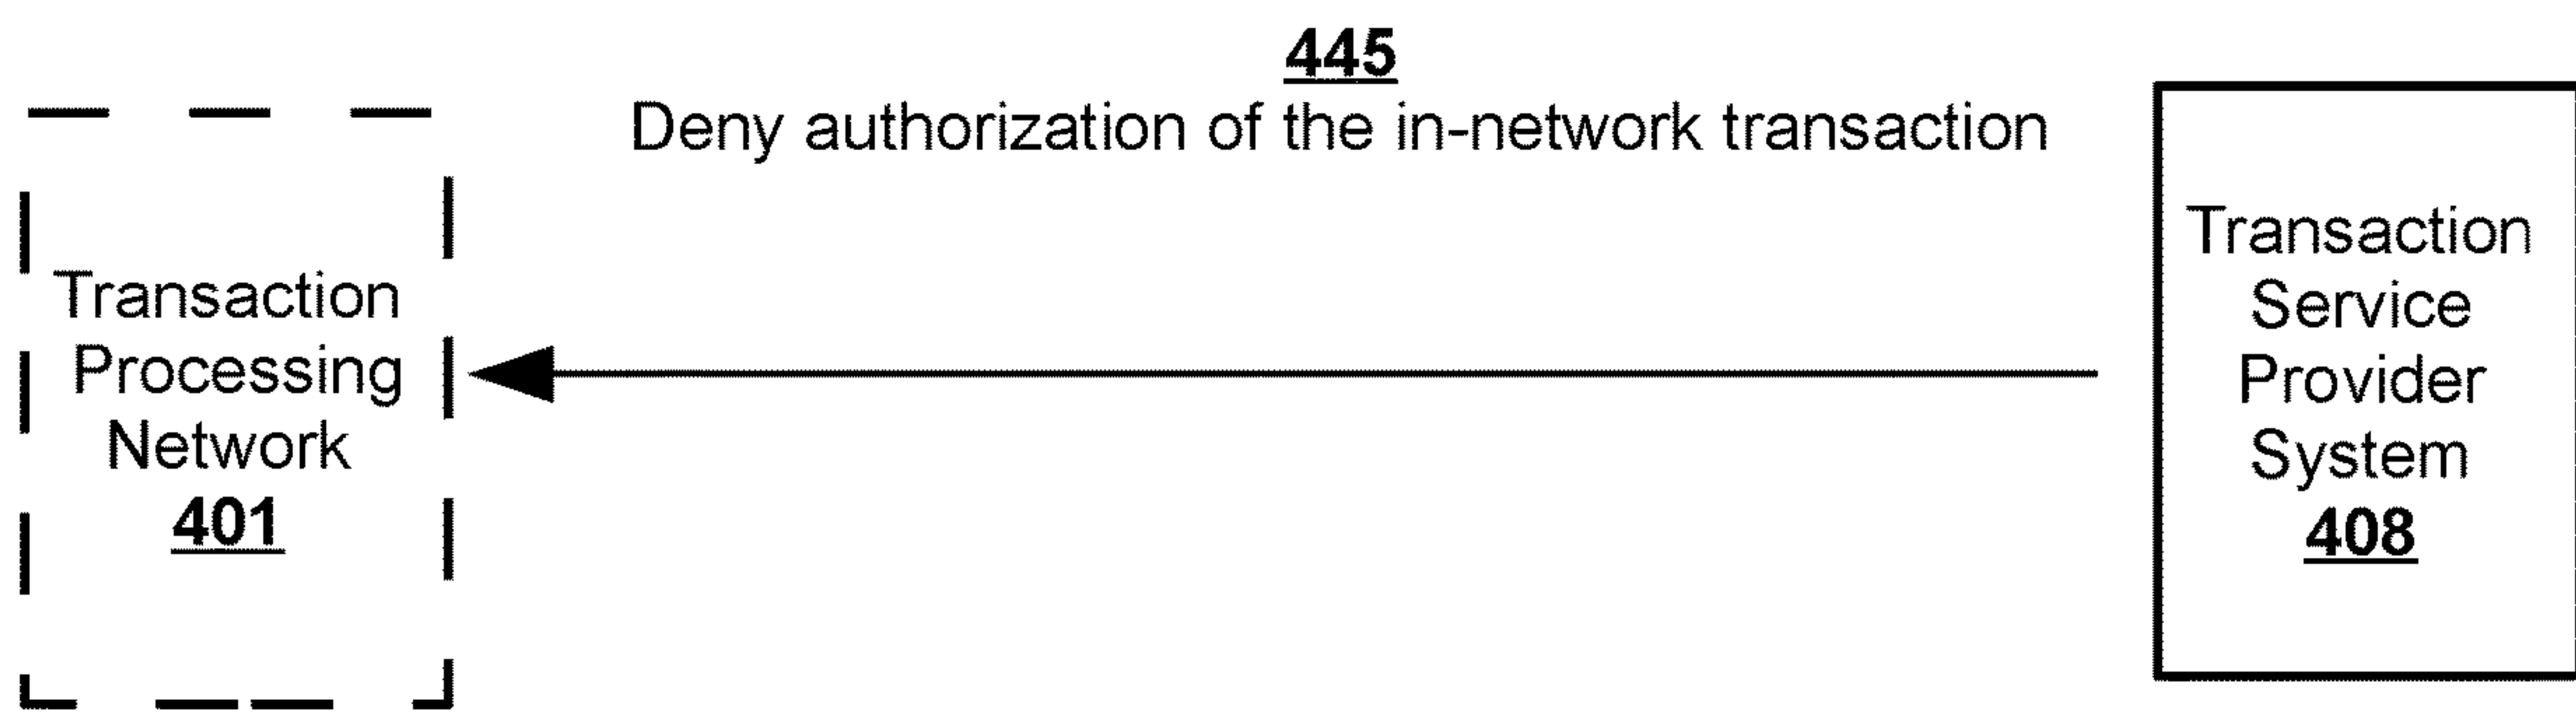 445
Deny authorization of the in-network transaction
Transaction
Processing
Network
401
Transaction
Service
Provider
System
408